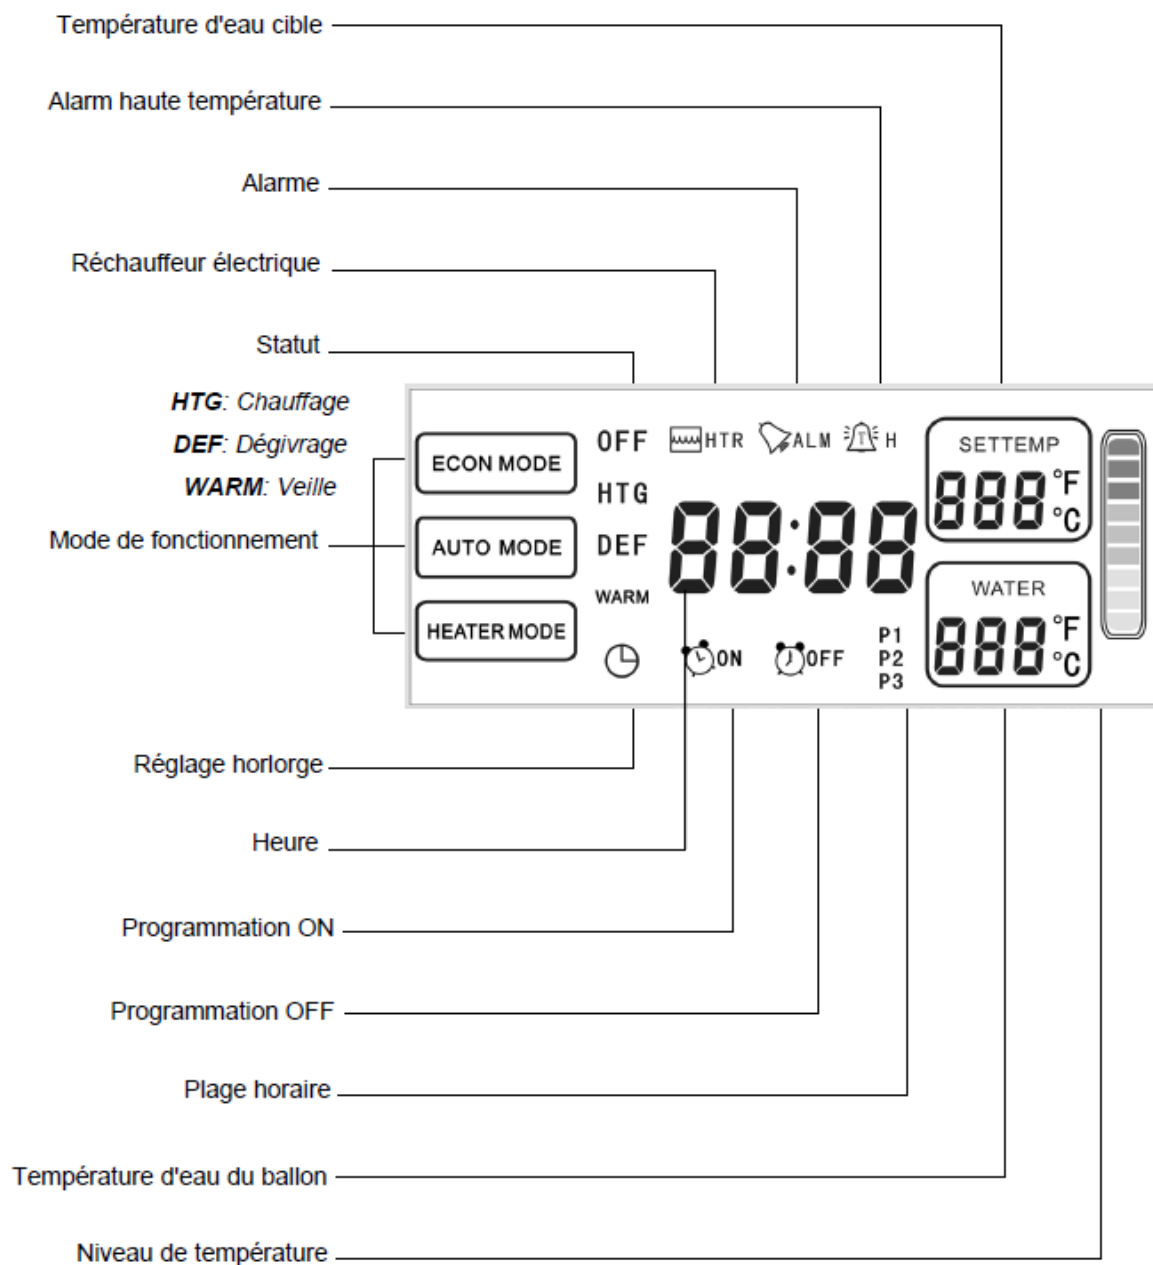 Température d'eau cible
Alarm haute température
Alarme
Réchauffeur électrique
Statut
HTG: Chauffage
DEF: Dégivrage
WARM: Veille
Mode de fonctionnement
ECON MODE
AUTO MODE
HEATER MODE
OFF
HTG
DEF
WARM
HTR
ALM
T H
88:88
ON
OFF
P1
P2
P3
SETTEMP
888 °F
°C
WATER
888 °F
°C
Réglage horlorge
Heure
Programmation ON
Programmation OFF
Plage horaire
Température d'eau du ballon
Niveau de température